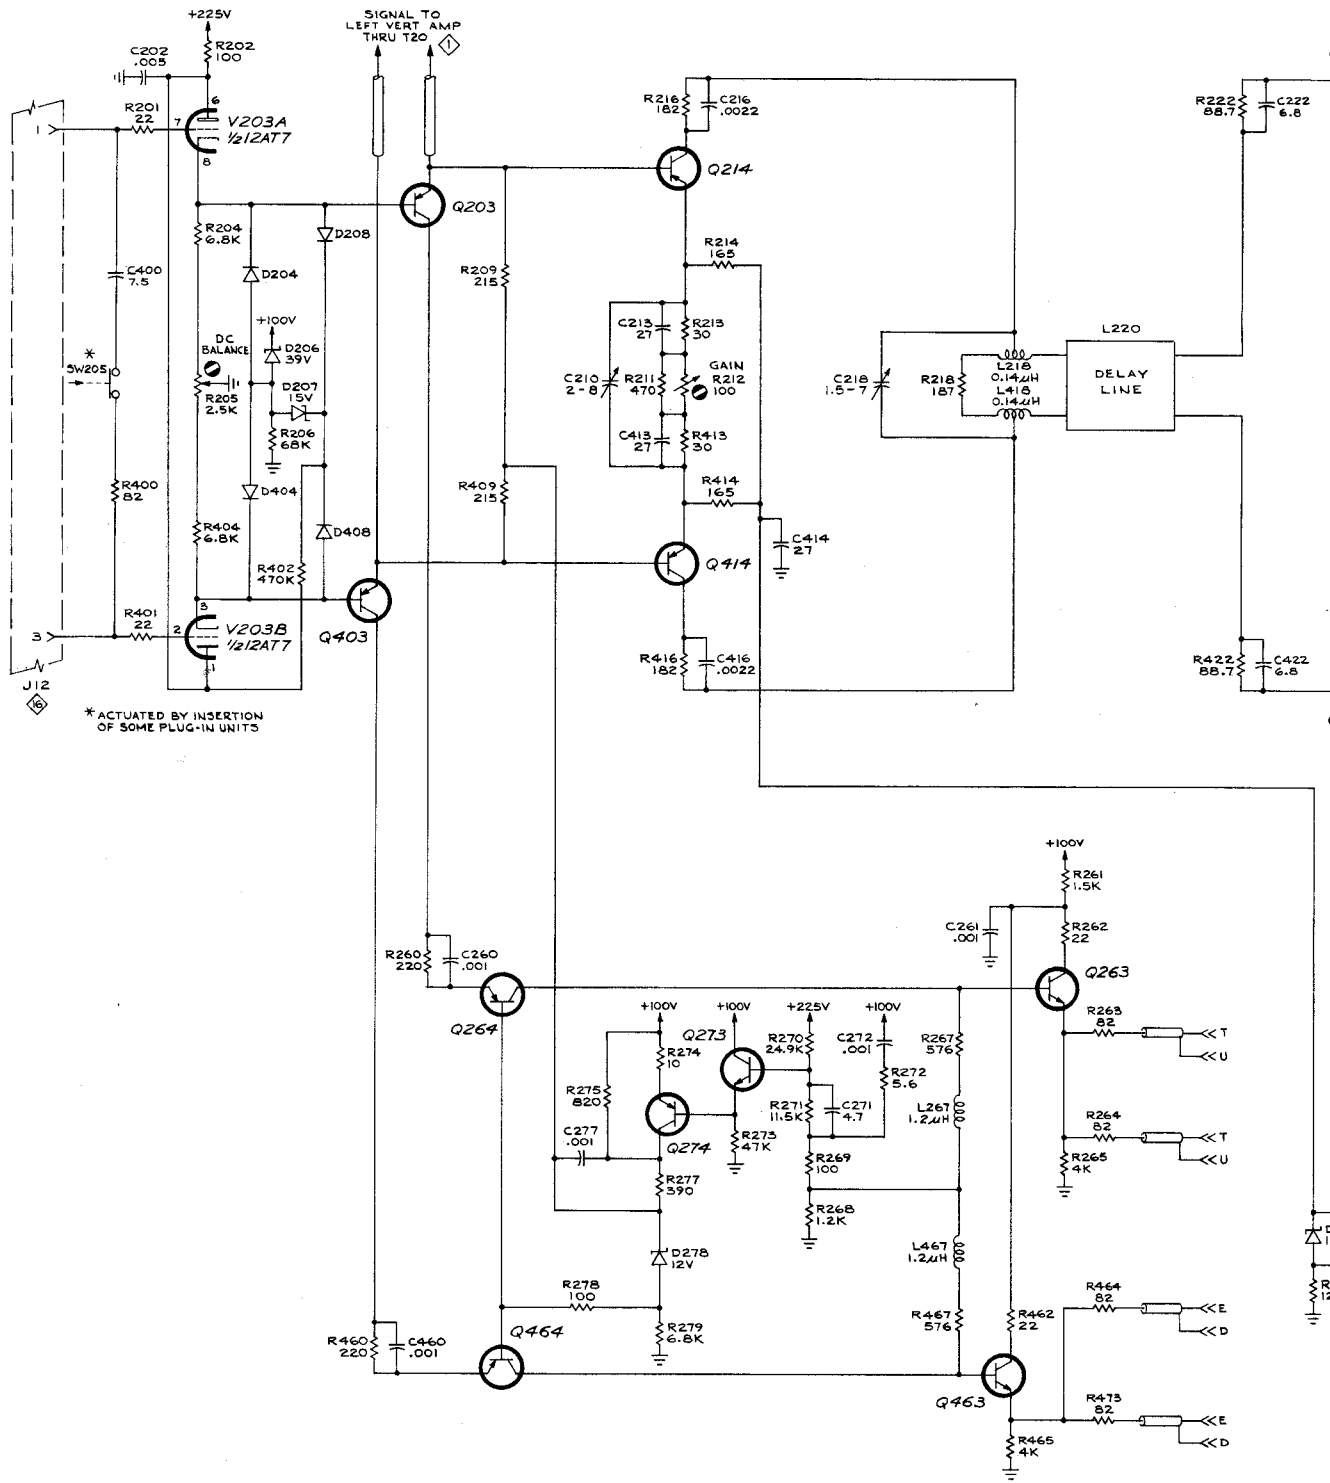 +225V
SIGNAL TO
LEFT VERT AMP
THRU T20
1
R202
100
C202
.005
R201
22
6
7
8
V203A
½12AT7
1
R216
182
C216
.0022
R222
88.7
C222
6.8
Q214
Q203
R204
6.8K
D208
D204
C400
7.5
R209
215
R214
165
+100V
D206
39V
DC
BALANCE
*
SW205
D207
15V
R205
2.5K
R206
68K
C213
27
R213
30
GAIN
R212
100
C210
2-8
R211
470
C413
27
R413
30
C218
1.5-7
R218
187
L218
0.14µH
L418
0.14µH
L220
DELAY
LINE
R400
82
D404
R409
215
R414
165
R404
6.8K
D408
C414
27
R402
470K
Q414
R401
22
3
2
1
V203B
½12AT7
3
Q403
R416
182
C416
.0022
R422
88.7
C422
6.8
J12
16
* ACTUATED BY INSERTION
OF SOME PLUG-IN UNITS
+100V
R261
1.5K
C261
.001
R262
22
R260
220
C260
.001
Q263
Q264
+100V
+100V
+225V
+100V
Q273
R274
10
R270
24.9K
C272
.001
R267
576
R263
82
T
U
R275
820
R272
5.6
R271
11.5K
C271
4.7
L267
1.2µH
R264
82
T
U
C277
.001
Q274
R273
47K
R269
100
R265
4K
R277
390
R268
1.2K
D278
12V
L467
1.2µH
D
1
R278
100
R464
82
E
D
R
12
R460
220
C460
.001
Q464
R279
6.8K
R467
576
R462
22
Q463
R473
82
E
D
R465
4K